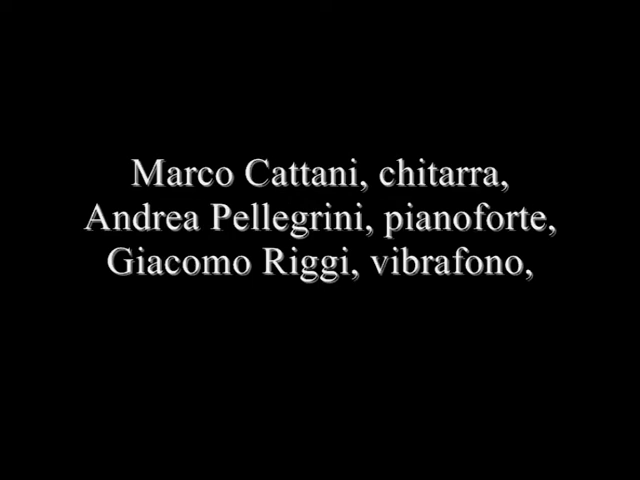 Marco Cattani, chitarra,
Andrea Pellegrini, pianoforte,
Giacomo Riggi, vibrafono,